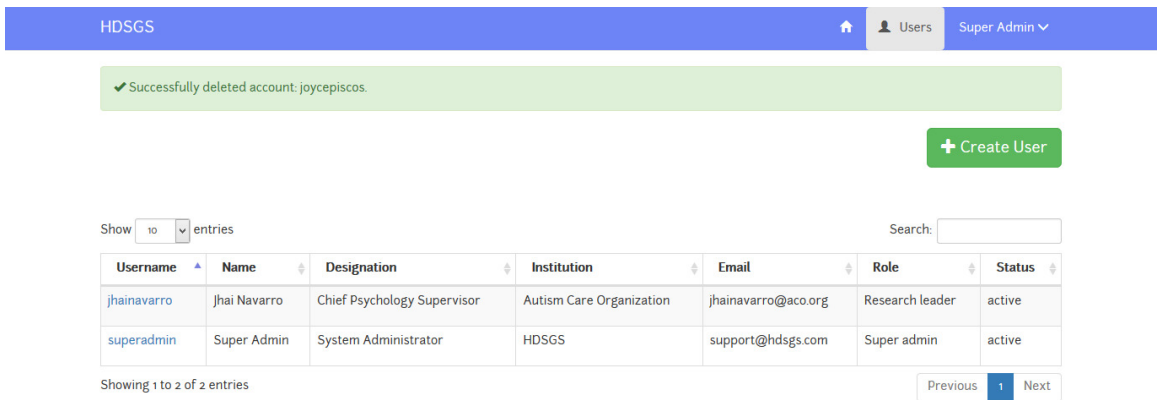 HDSGS Users Super Admin
Successfully deleted account: joycepiscos.
Create User
Show 10 entries Search:
Username Name Designation Institution Email Role Status
jhainavarro Jhai Navarro Chief Psychology Supervisor Autism Care Organization jhainavarro@aco.org Research leader active
superadmin Super Admin System Administrator HDSGS support@hdsgs.com Super admin active
Showing 1 to 2 of 2 entries Previous 1 Next